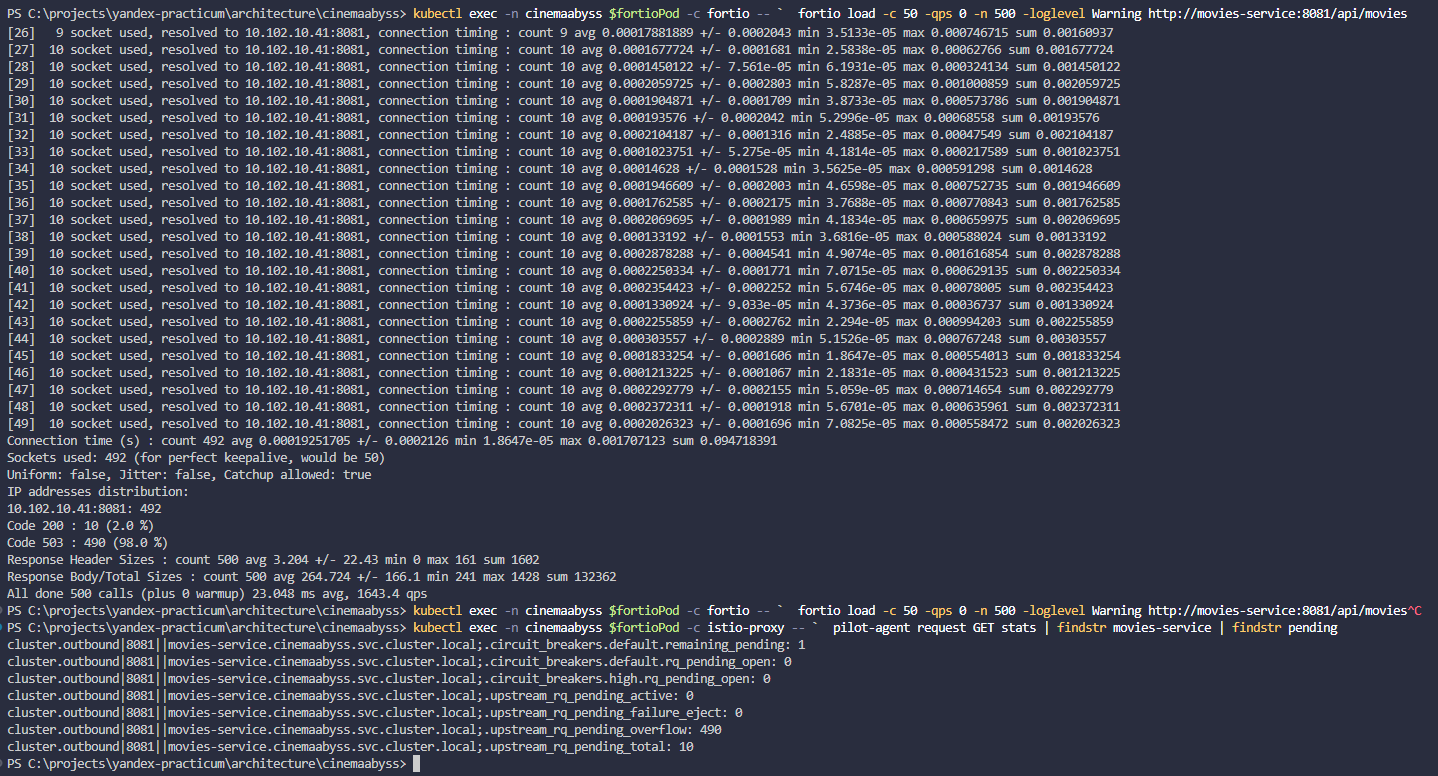 PS C:\projects\yandex-practicum\architecture\cinemaabyss> kubectl exec -n cinemaabyss $fortioPod -c fortio -- `  fortio load -c 50 -qps 0 -n 500 -loglevel Warning http://movies-service:8081/api/movies
[26]   9 socket used, resolved to 10.102.10.41:8081, connection timing : count 9 avg 0.00017881889 +/- 0.0002043 min 3.5133e-05 max 0.000746715 sum 0.00160937
[27]  10 socket used, resolved to 10.102.10.41:8081, connection timing : count 10 avg 0.0001677724 +/- 0.0001681 min 2.5838e-05 max 0.00062766 sum 0.001677724
[28]  10 socket used, resolved to 10.102.10.41:8081, connection timing : count 10 avg 0.0001450122 +/- 7.561e-05 min 6.1931e-05 max 0.000324134 sum 0.001450122
[29]  10 socket used, resolved to 10.102.10.41:8081, connection timing : count 10 avg 0.0002059725 +/- 0.0002803 min 5.8287e-05 max 0.001000859 sum 0.002059725
[30]  10 socket used, resolved to 10.102.10.41:8081, connection timing : count 10 avg 0.0001904871 +/- 0.0001709 min 3.8733e-05 max 0.000573786 sum 0.001904871
[31]  10 socket used, resolved to 10.102.10.41:8081, connection timing : count 10 avg 0.000193576 +/- 0.0002042 min 5.2996e-05 max 0.00068558 sum 0.00193576
[32]  10 socket used, resolved to 10.102.10.41:8081, connection timing : count 10 avg 0.0002104187 +/- 0.0001316 min 2.4885e-05 max 0.00047549 sum 0.002104187
[33]  10 socket used, resolved to 10.102.10.41:8081, connection timing : count 10 avg 0.0001023751 +/- 5.275e-05 min 4.1814e-05 max 0.000217589 sum 0.001023751
[34]  10 socket used, resolved to 10.102.10.41:8081, connection timing : count 10 avg 0.00014628 +/- 0.0001528 min 3.5625e-05 max 0.000591298 sum 0.0014628
[35]  10 socket used, resolved to 10.102.10.41:8081, connection timing : count 10 avg 0.0001946609 +/- 0.0002003 min 4.6598e-05 max 0.000752735 sum 0.001946609
[36]  10 socket used, resolved to 10.102.10.41:8081, connection timing : count 10 avg 0.0001762585 +/- 0.0002175 min 3.7688e-05 max 0.000770843 sum 0.001762585
[37]  10 socket used, resolved to 10.102.10.41:8081, connection timing : count 10 avg 0.0002069695 +/- 0.0001989 min 4.1834e-05 max 0.000659975 sum 0.002069695
[38]  10 socket used, resolved to 10.102.10.41:8081, connection timing : count 10 avg 0.000133192 +/- 0.0001553 min 3.6816e-05 max 0.000588024 sum 0.00133192
[39]  10 socket used, resolved to 10.102.10.41:8081, connection timing : count 10 avg 0.0002878288 +/- 0.0004541 min 4.9074e-05 max 0.001616854 sum 0.002878288
[40]  10 socket used, resolved to 10.102.10.41:8081, connection timing : count 10 avg 0.0002250334 +/- 0.0001771 min 7.0715e-05 max 0.000629135 sum 0.002250334
[41]  10 socket used, resolved to 10.102.10.41:8081, connection timing : count 10 avg 0.0002354423 +/- 0.0002252 min 5.6746e-05 max 0.00078005 sum 0.002354423
[42]  10 socket used, resolved to 10.102.10.41:8081, connection timing : count 10 avg 0.0001330924 +/- 9.033e-05 min 4.3736e-05 max 0.00036737 sum 0.001330924
[43]  10 socket used, resolved to 10.102.10.41:8081, connection timing : count 10 avg 0.0002255859 +/- 0.0002762 min 2.294e-05 max 0.000994203 sum 0.002255859
[44]  10 socket used, resolved to 10.102.10.41:8081, connection timing : count 10 avg 0.000303557 +/- 0.0002889 min 5.1526e-05 max 0.000767248 sum 0.00303557
[45]  10 socket used, resolved to 10.102.10.41:8081, connection timing : count 10 avg 0.0001833254 +/- 0.0001606 min 1.8647e-05 max 0.000554013 sum 0.001833254
[46]  10 socket used, resolved to 10.102.10.41:8081, connection timing : count 10 avg 0.0001213225 +/- 0.0001067 min 2.1831e-05 max 0.000431523 sum 0.001213225
[47]  10 socket used, resolved to 10.102.10.41:8081, connection timing : count 10 avg 0.0002292779 +/- 0.0002155 min 5.059e-05 max 0.000714654 sum 0.002292779
[48]  10 socket used, resolved to 10.102.10.41:8081, connection timing : count 10 avg 0.0002372311 +/- 0.0001918 min 5.6701e-05 max 0.000635961 sum 0.002372311
[49]  10 socket used, resolved to 10.102.10.41:8081, connection timing : count 10 avg 0.0002026323 +/- 0.0001696 min 7.0825e-05 max 0.000558472 sum 0.002026323
Connection time (s) : count 492 avg 0.00019251705 +/- 0.0002126 min 1.8647e-05 max 0.001707123 sum 0.094718391
Sockets used: 492 (for perfect keepalive, would be 50)
Uniform: false, Jitter: false, Catchup allowed: true
IP addresses distribution:
10.102.10.41:8081: 492
Code 200 : 10 (2.0 %)
Code 503 : 490 (98.0 %)
Response Header Sizes : count 500 avg 3.204 +/- 22.43 min 0 max 161 sum 1602
Response Body/Total Sizes : count 500 avg 264.724 +/- 166.1 min 241 max 1428 sum 132362
All done 500 calls (plus 0 warmup) 23.048 ms avg, 1643.4 qps
PS C:\projects\yandex-practicum\architecture\cinemaabyss> kubectl exec -n cinemaabyss $fortioPod -c fortio -- `  fortio load -c 50 -qps 0 -n 500 -loglevel Warning http://movies-service:8081/api/movies^C
PS C:\projects\yandex-practicum\architecture\cinemaabyss> kubectl exec -n cinemaabyss $fortioPod -c istio-proxy -- `  pilot-agent request GET stats | findstr movies-service | findstr pending
cluster.outbound|8081||movies-service.cinemaabyss.svc.cluster.local;.circuit_breakers.default.remaining_pending: 1
cluster.outbound|8081||movies-service.cinemaabyss.svc.cluster.local;.circuit_breakers.default.rq_pending_open: 0
cluster.outbound|8081||movies-service.cinemaabyss.svc.cluster.local;.circuit_breakers.high.rq_pending_open: 0
cluster.outbound|8081||movies-service.cinemaabyss.svc.cluster.local;.upstream_rq_pending_active: 0
cluster.outbound|8081||movies-service.cinemaabyss.svc.cluster.local;.upstream_rq_pending_failure_eject: 0
cluster.outbound|8081||movies-service.cinemaabyss.svc.cluster.local;.upstream_rq_pending_overflow: 490
cluster.outbound|8081||movies-service.cinemaabyss.svc.cluster.local;.upstream_rq_pending_total: 10
PS C:\projects\yandex-practicum\architecture\cinemaabyss>